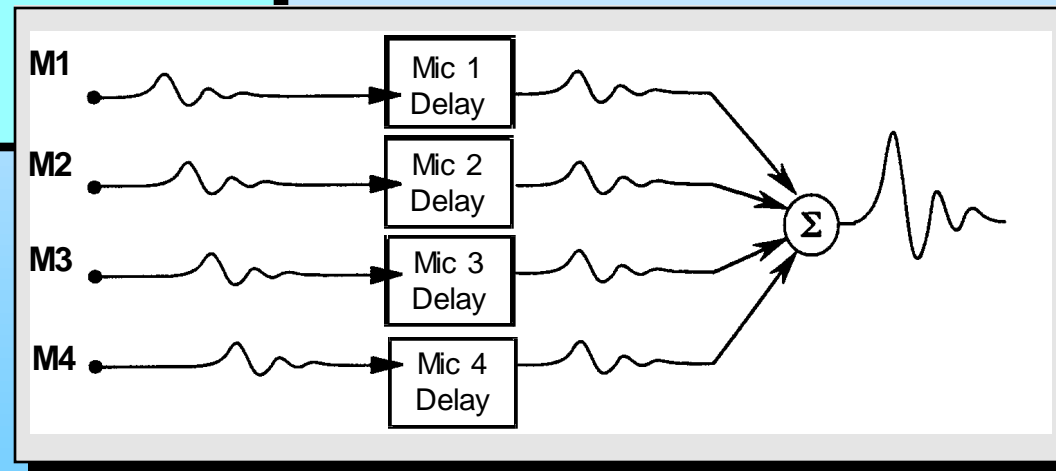 M1
Mic 1
Delay
M2
Mic 2
Delay
Σ
M3
Mic 3
Delay
M4
Mic 4
Delay